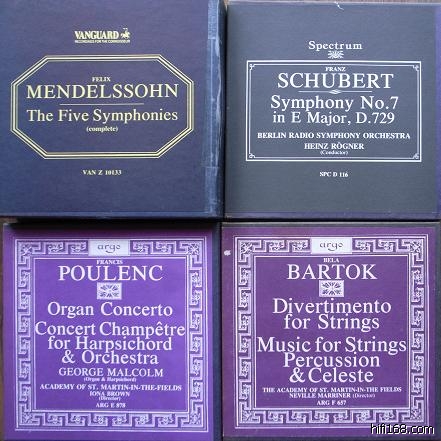 VANGUARD
RECORDINGS FOR THE CONNOISSEUR
FELIX
MENDELSSOHN
The Five Symphonies
(complete)
VAN Z 10133
Spectrum
FRANZ
SCHUBERT
Symphony No.7
in E Major, D.729
BERLIN RADIO SYMPHONY ORCHESTRA
HEINZ RÖGNER
(Conductor)
SPC D 116
argo
FRANCIS
POULENC
Organ Concerto
Concert Champêtre
for Harpsichord
& Orchestra
GEORGE MALCOLM
(Organ & Harpsichord)
ACADEMY OF ST. MARTIN-IN-THE-FIELDS
IONA BROWN
(Director)
ARG E 878
argo
BELA
BARTOK
Divertimento
for Strings
Music for Strings
Percussion
& Celeste
THE ACADEMY OF ST. MARTIN-IN-THE-FIELDS
NEVILLE MARRINER (Director)
ARG F 657
hifi168.com